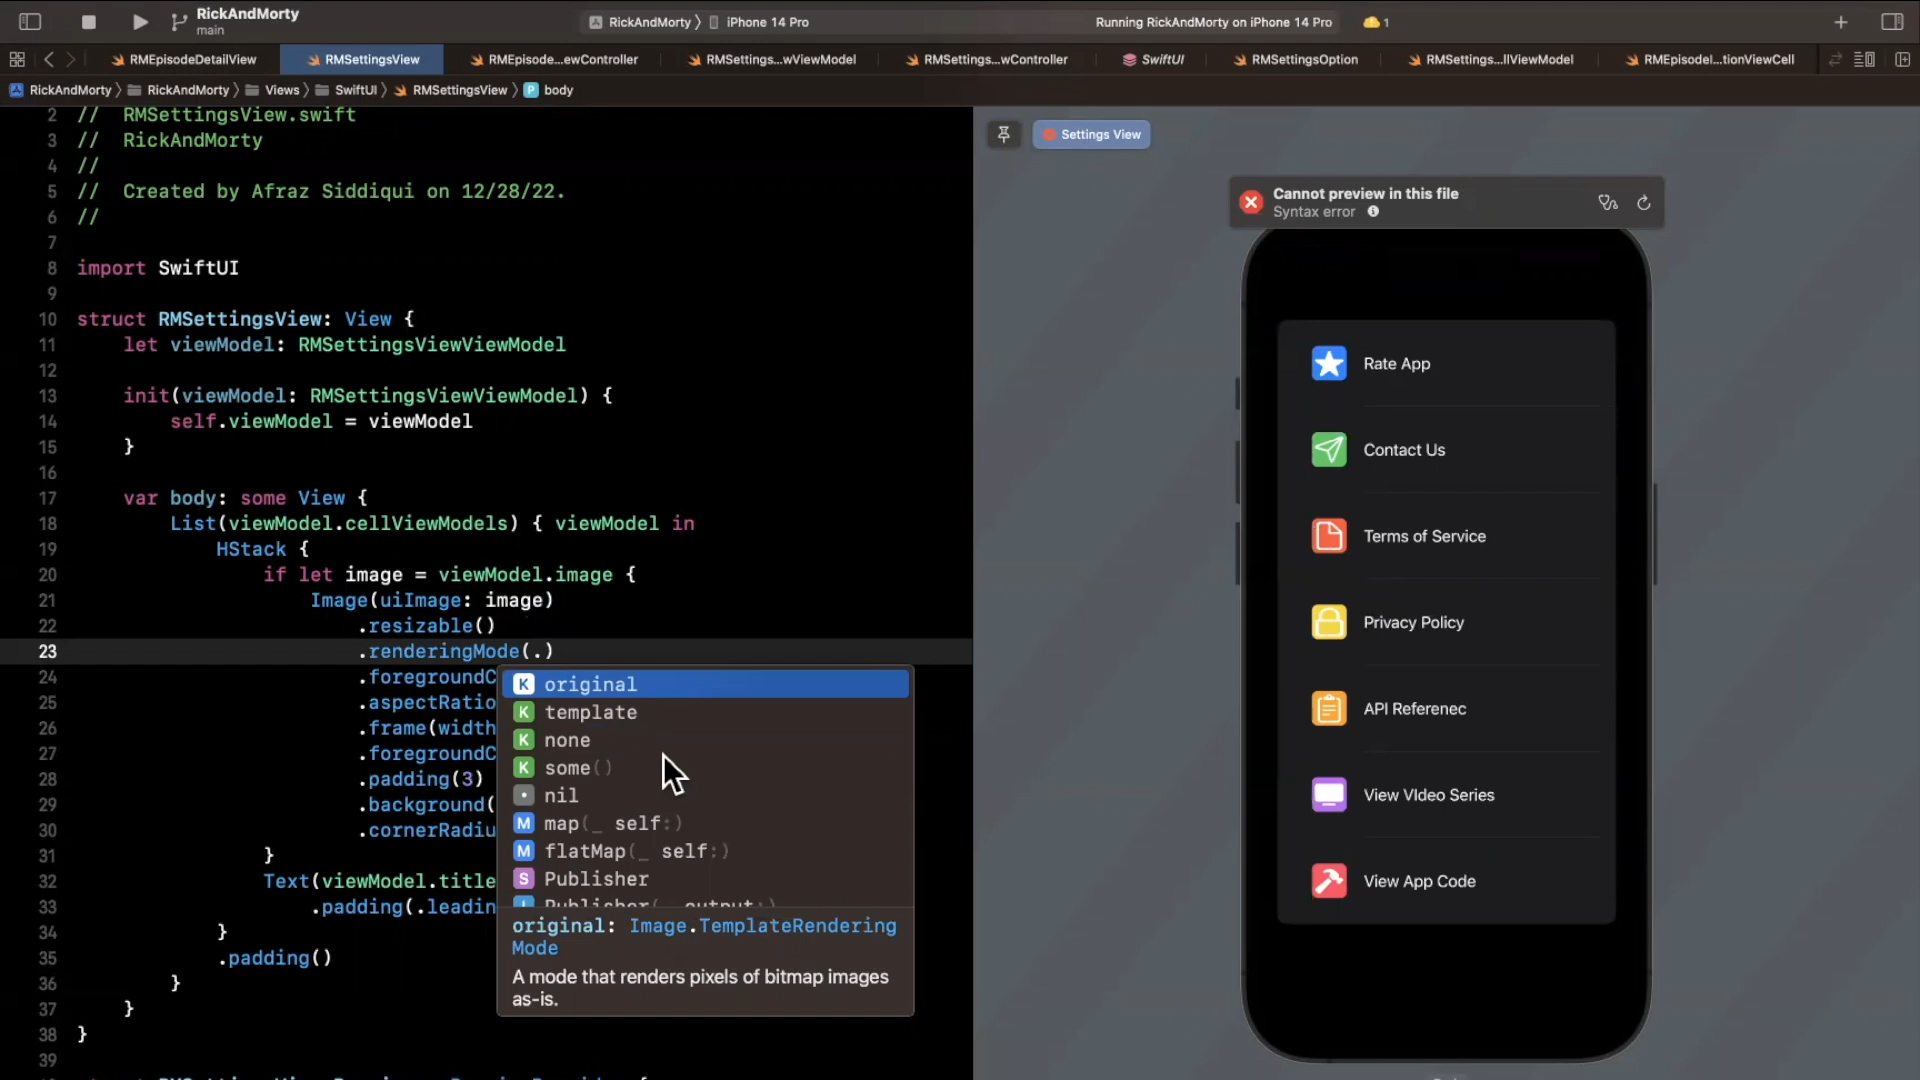 RickAndMorty
main
RickAndMorty
iPhone 14 Pro
Running RickAndMorty on iPhone 14 Pro
1
RMEpisodeDetailView
RMSettingsView
RMEpisode...ewController
RMSettings...wViewModel
RMSettings...wController
SwiftUI
RMSettingsOption
RMSettings...llViewModel
RMEpisodeI...tionViewCell
RickAndMorty
RickAndMorty
Views
SwiftUI
RMSettingsView
P body
2 //  RMSettingsView.swift
3 //  RickAndMorty
4 //
5 //  Created by Afraz Siddiqui on 12/28/22.
6 //
7
8 import SwiftUI
9
10 struct RMSettingsView: View {
11     let viewModel: RMSettingsViewViewModel
12
13     init(viewModel: RMSettingsViewViewModel) {
14         self.viewModel = viewModel
15     }
16
17     var body: some View {
18         List(viewModel.cellViewModels) { viewModel in
19             HStack {
20                 if let image = viewModel.image {
21                     Image(uiImage: image)
22                         .resizable()
23                         .renderingMode(.)
24                         .foregroundC
25                         .aspectRatio
26                         .frame(width
27                         .foregroundC
28                         .padding(3)
29                         .background(
30                         .cornerRadiu
31                 }
32                 Text(viewModel.title
33                     .padding(.leadin
34             }
35             .padding()
36         }
37     }
38 }
39
K original
K template
K none
K some()
nil
M map(_ self:)
M flatMap(_ self:)
S Publisher
Publisher(_ output:)
original: Image.TemplateRendering
Mode
A mode that renders pixels of bitmap images
as-is.
Settings View
Cannot preview in this file
Syntax error
Rate App
Contact Us
Terms of Service
Privacy Policy
API Referenec
View VIdeo Series
View App Code